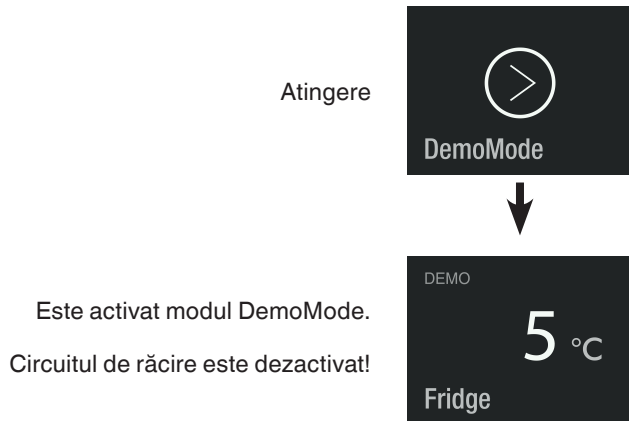 Atingere
DemoMode
DEMO
Este activat modul DemoMode.
5 °C
Circuitul de răcire este dezactivat!
Fridge